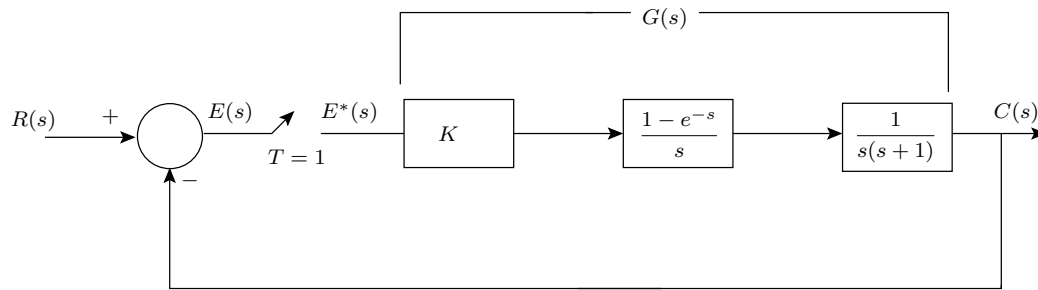 G(s)
R(s)
+
−
E(s)
T = 1
E*(s)
K
1 − e^{−s}
s
1
s(s + 1)
C(s)